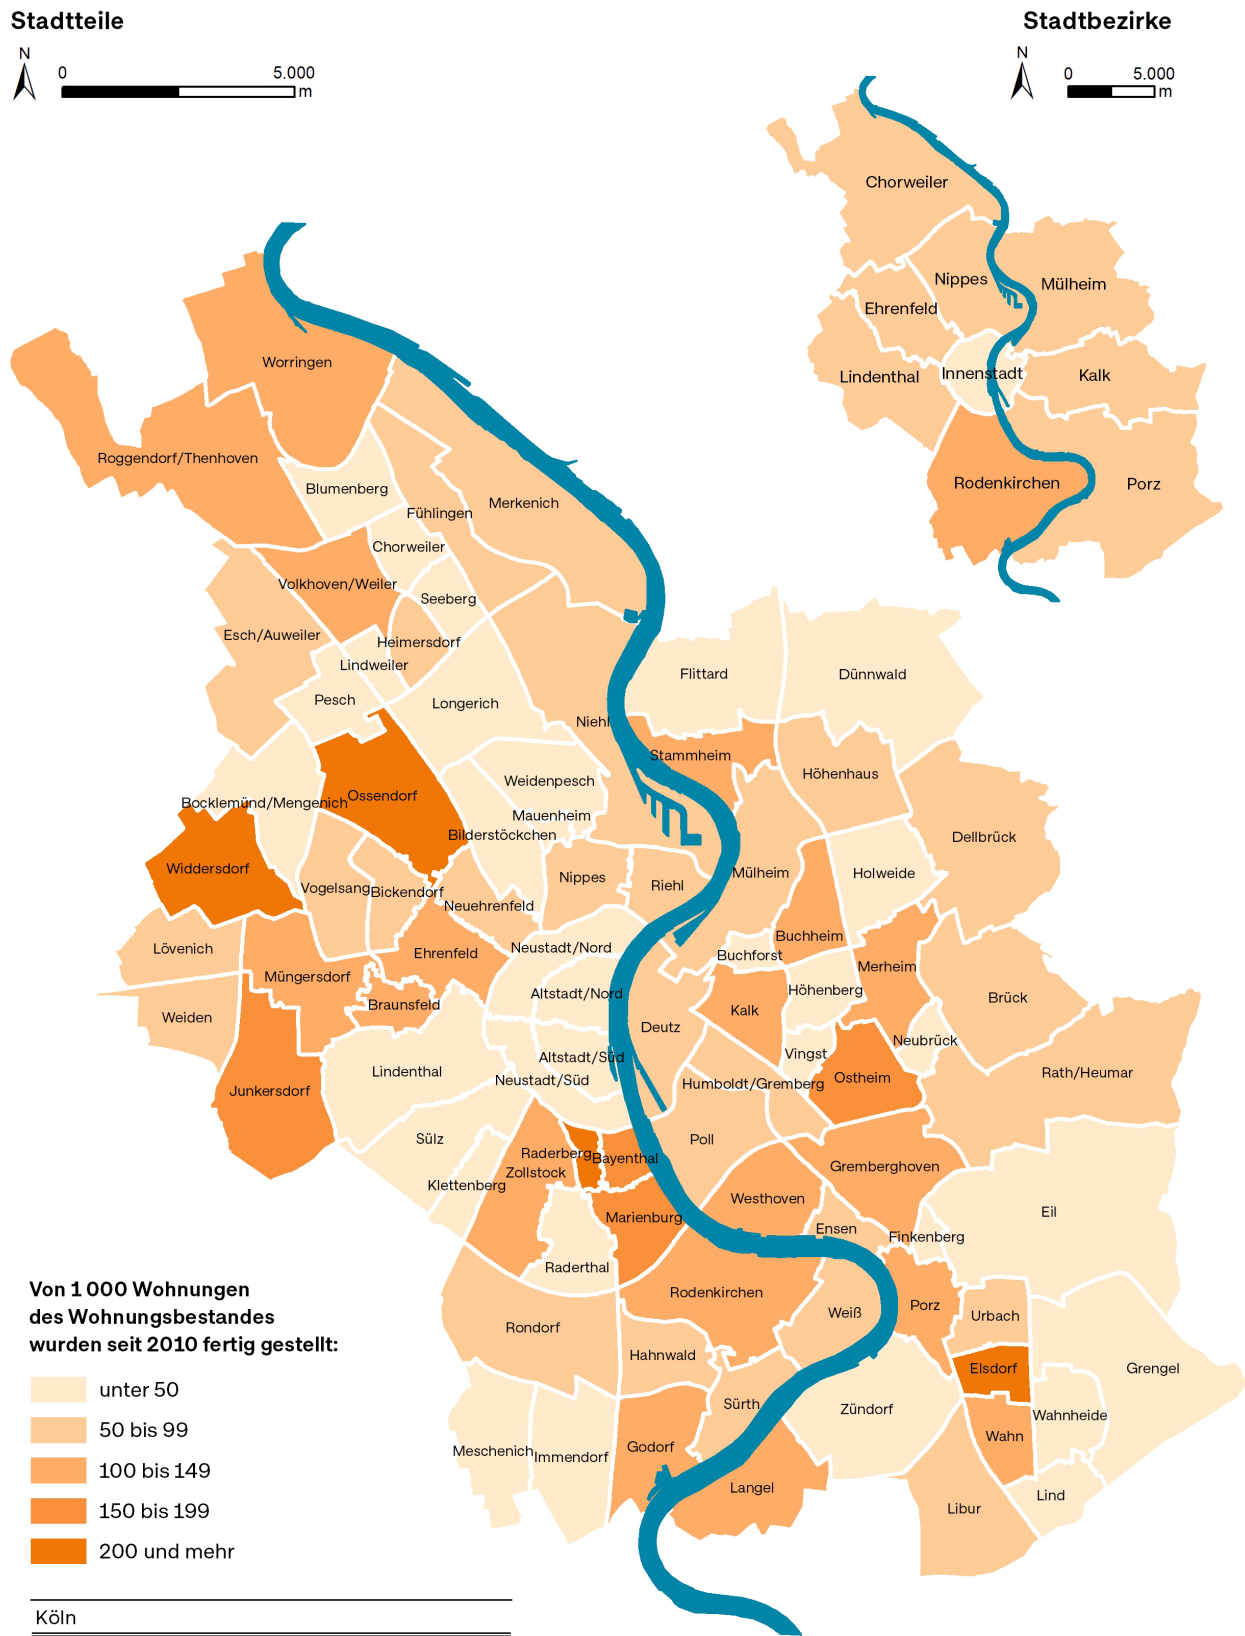 Stadtteile
N
0 5.000
m
Stadtbezirke
N
0 5.000
m
Chorweiler
Nippes
Mülheim
Ehrenfeld
Innenstadt
Lindenthal
Kalk
Rodenkirchen
Porz
Worringen
Roggendorf/Thenhoven
Blumenberg
Merkenich
Fühlingen
Chorweiler
Volkhoven/Weiler
Seeberg
Esch/Auweiler
Heimersdorf
Lindweiler
Pesch
Longerich
Flittard
Dünnwald
Niehl
Stammheim
Höhenhaus
Weidenpesch
Ossendorf
Bocklemünd/Mengenich
Mauenheim
Bilderstöckchen
Dellbrück
Widdersdorf
Mülheim
Holweide
Nippes
Riehl
Vogelsang
Bickendorf
Neuehrenfeld
Buchheim
Lövenich
Neustadt/Nord
Ehrenfeld
Buchforst
Merheim
Müngersdorf
Höhenberg
Altstadt/Nord
Brück
Braunsfeld
Kalk
Weiden
Deutz
Neubrück
Vingst
Altstadt/Süd
Lindenthal
Rath/Heumar
Ostheim
Neustadt/Süd
Humboldt/Gremberg
Junkersdorf
Sülz
Poll
Raderberg
Bayenthal
Gremberghoven
Zollstock
Klettenberg
Westhoven
Eil
Marienburg
Ensen
Finkenberg
Raderthal
Rodenkirchen
Porz
Weiß
Urbach
Rondorf
Hahnwald
Elsdorf
Grengel
Sürth
Zündorf
Wahnheide
Wahn
Godorf
Meschenich
Immendorf
Langel
Lind
Libur
Von 1 000 Wohnungen
des Wohnungsbestandes
wurden seit 2010 fertig gestellt:
unter 50
50 bis 99
100 bis 149
150 bis 199
200 und mehr
Köln